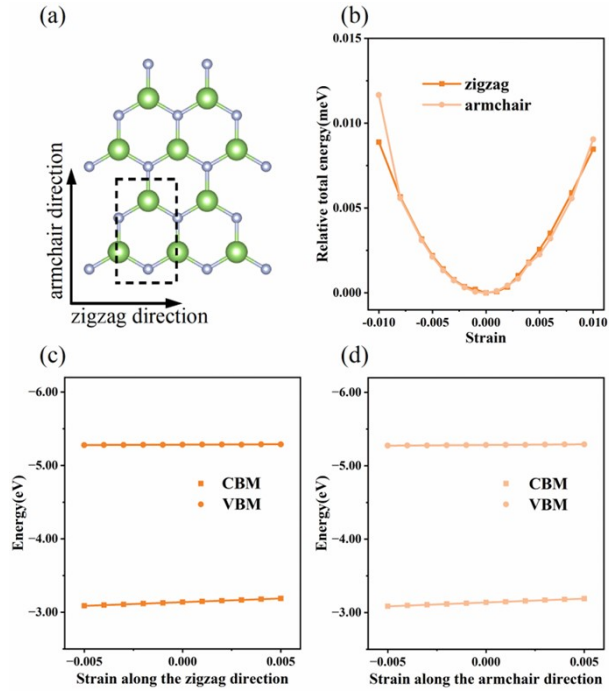 (a)
armchair direction
zigzag direction
(b)
Relative total energy(meV)
0.015
0.010
0.005
0.000
zigzag
armchair
-0.010
-0.005
0.000
0.005
0.010
Strain
(c)
Energy(eV)
−6.00
−5.00
−4.00
−3.00
CBM
VBM
−0.005
0.000
0.005
Strain along the zigzag direction
(d)
Energy(eV)
−6.00
−5.00
−4.00
−3.00
CBM
VBM
−0.005
0.000
0.005
Strain along the armchair direction